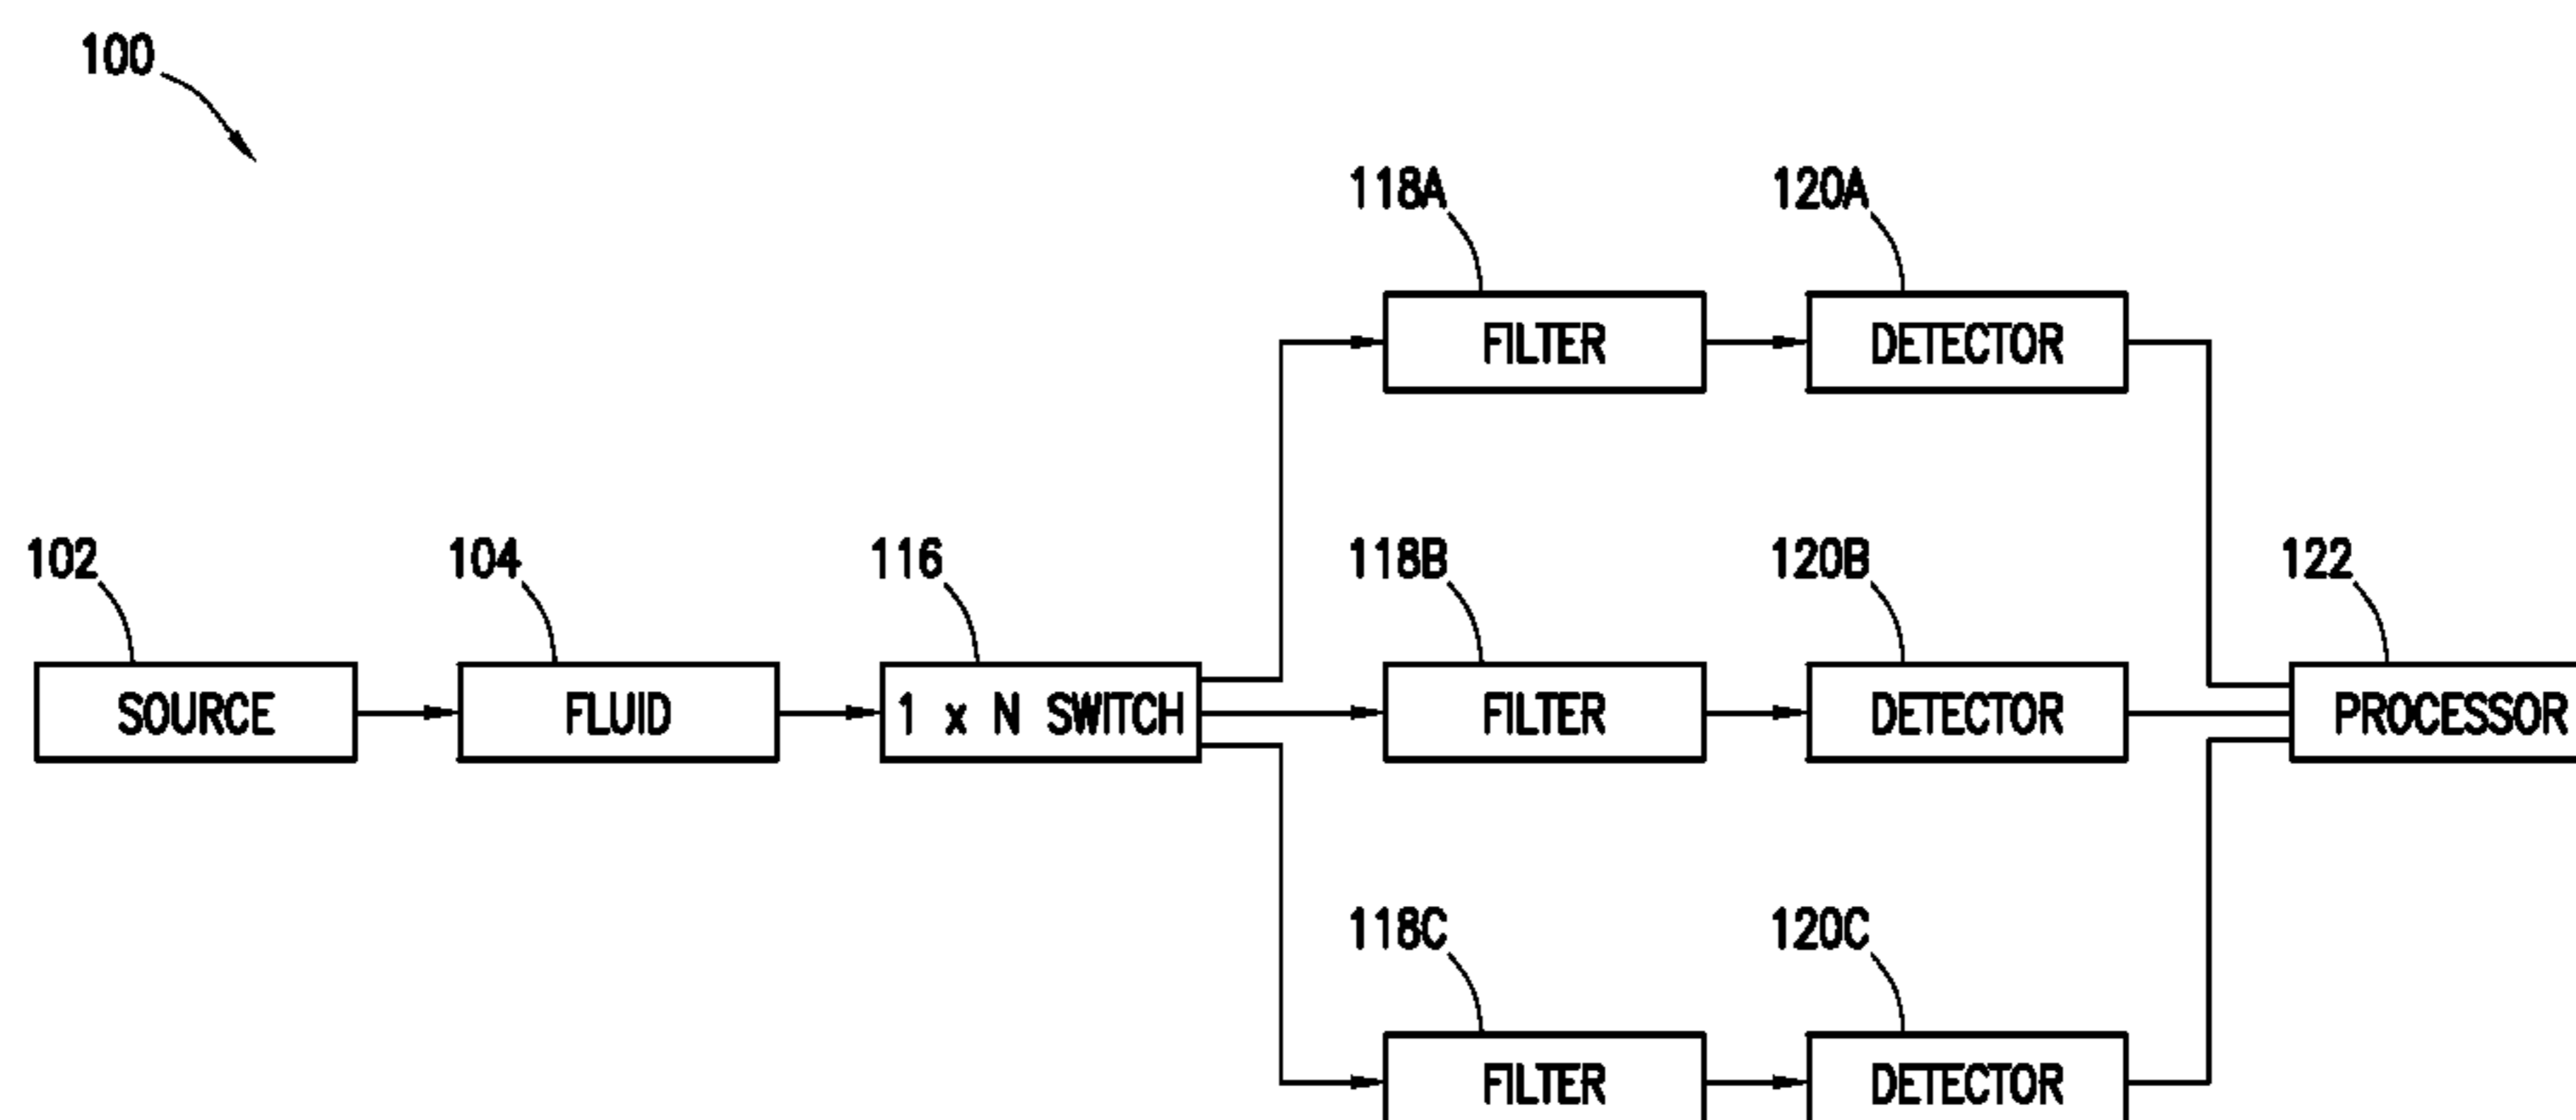 100
118A 120A
FILTER DETECTOR
102 104 116 118B 120B 122
SOURCE FLUID 1 x N SWITCH FILTER DETECTOR PROCESSOR
118C 120C
FILTER DETECTOR